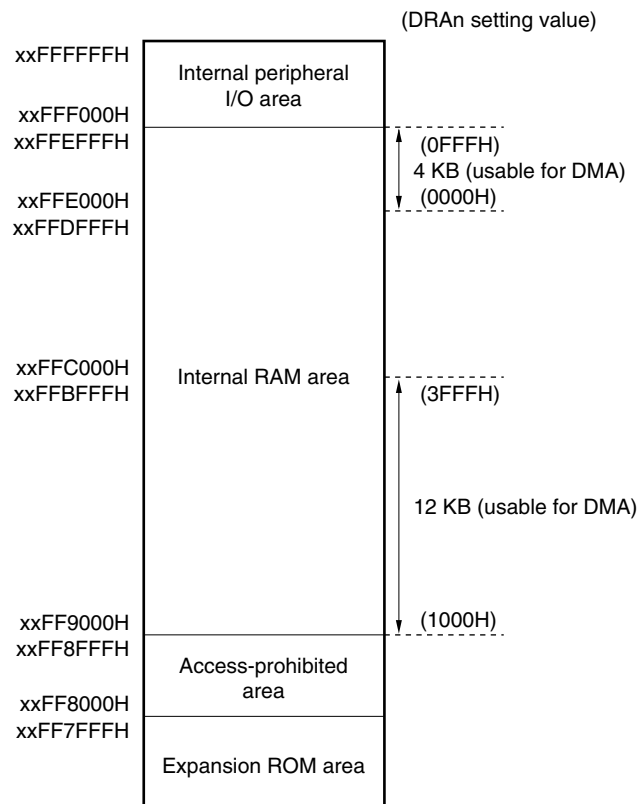 (DRAn setting value)
xxFFFFFFH
Internal peripheral
I/O area
xxFFF000H
xxFFEFFFH
(0FFFH)
4 KB (usable for DMA)
xxFFE000H
(0000H)
xxFFDFFFH
xxFFC000H
Internal RAM area
xxFFBFFFH
(3FFFH)
12 KB (usable for DMA)
xxFF9000H
(1000H)
xxFF8FFFH
Access-prohibited
area
xxFF8000H
xxFF7FFFH
Expansion ROM area